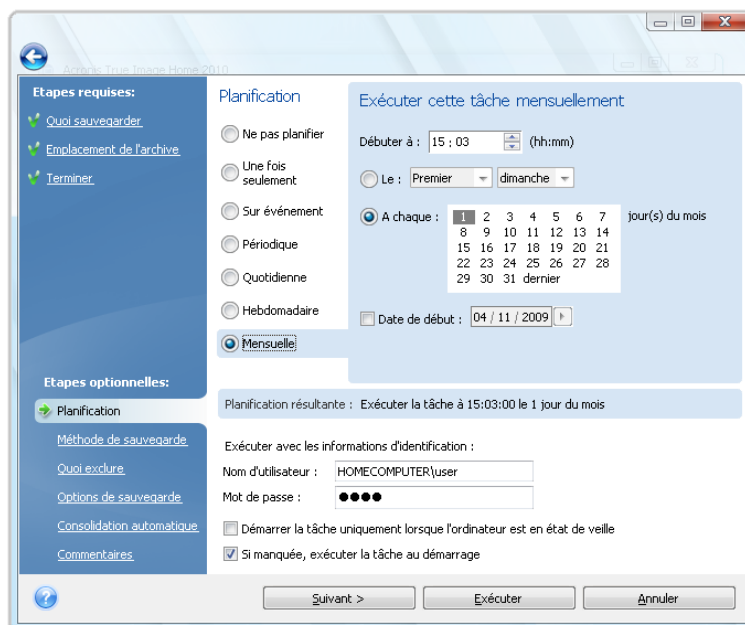 Acronis True Image Home 2010
Etapes requises:
Quoi sauvegarder
Emplacement de l'archive
Terminer
Etapes optionnelles:
Planification
Méthode de sauvegarde
Quoi exclure
Options de sauvegarde
Consolidation automatique
Commentaires
Planification
Ne pas planifier
Une fois
seulement
Sur événement
Périodique
Quotidienne
Hebdomadaire
Mensuelle
Exécuter cette tâche mensuellement
Débuter à : 15 : 03 (hh:mm)
Le : Premier dimanche
A chaque : 1 2 3 4 5 6 7 jour(s) du mois
8 9 10 11 12 13 14
15 16 17 18 19 20 21
22 23 24 25 26 27 28
29 30 31 dernier
Date de début : 04 / 11 / 2009
Planification résultante : Exécuter la tâche à 15:03:00 le 1 jour du mois
Exécuter avec les informations d'identification :
Nom d'utilisateur : HOMECOMPUTER\user
Mot de passe : ●●●●
Démarrer la tâche uniquement lorsque l'ordinateur est en état de veille
Si manquée, exécuter la tâche au démarrage
Suivant > Exécuter Annuler